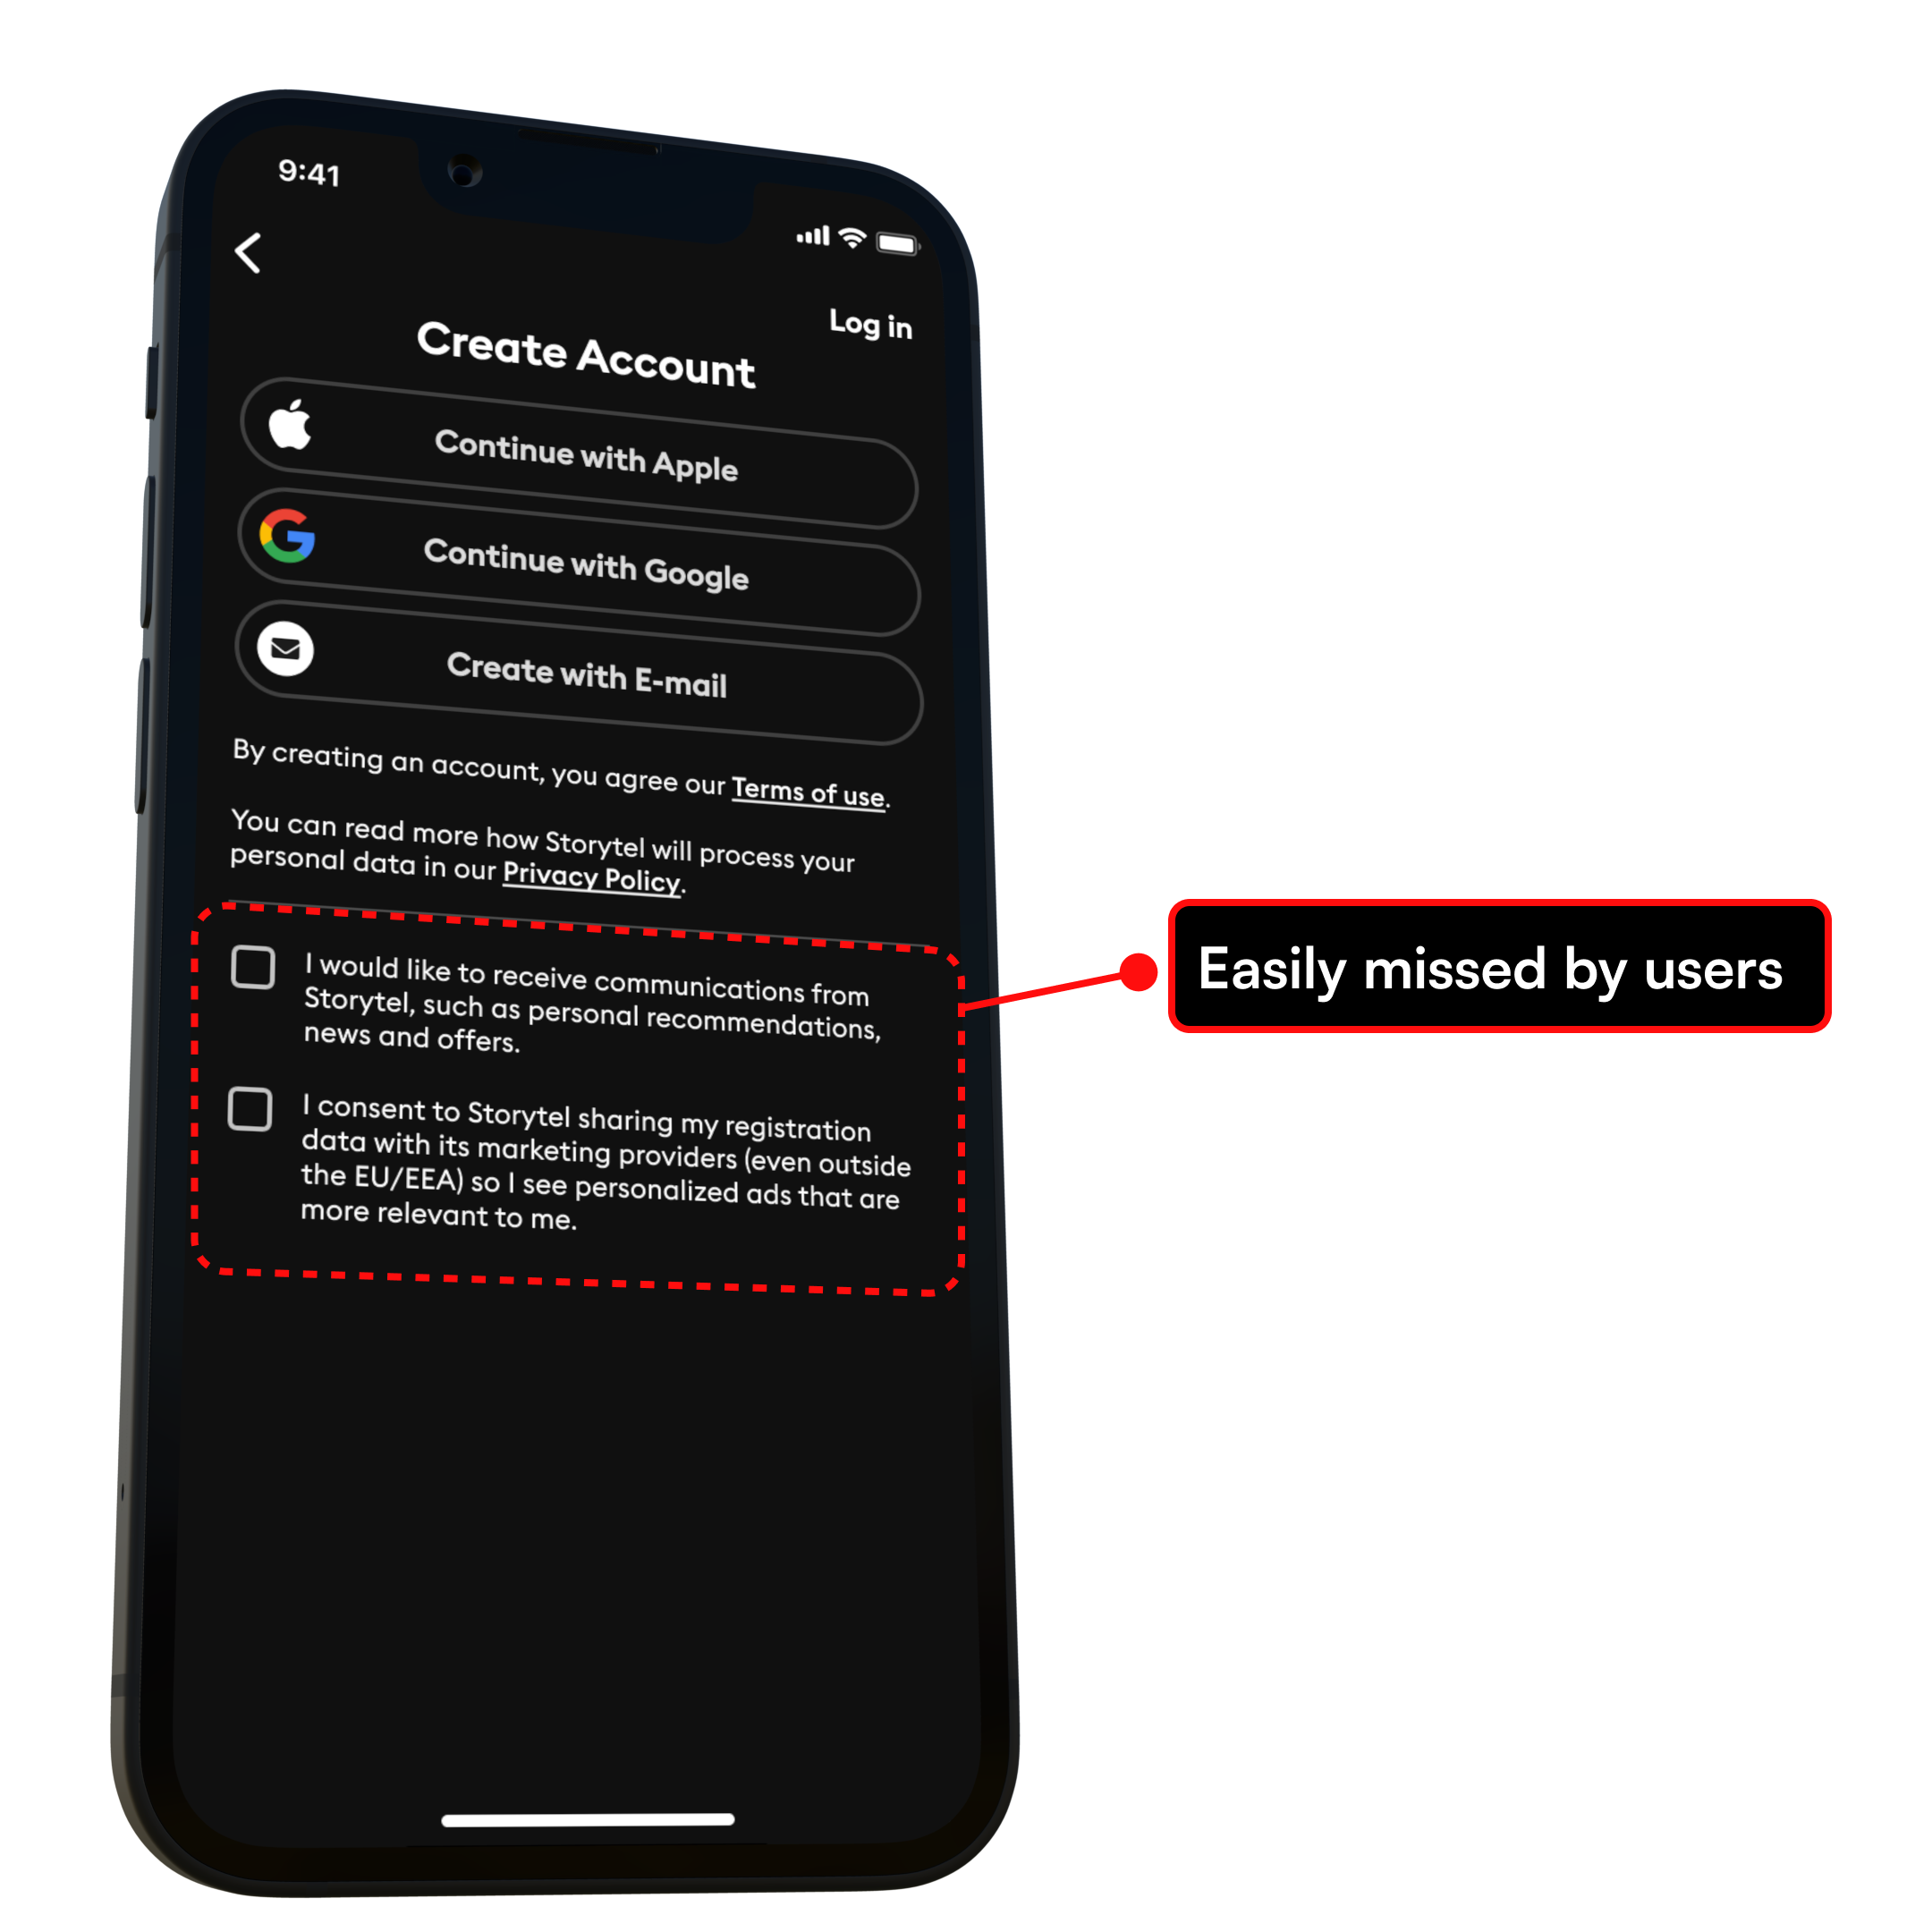 9:41
Log in
Create Account
Continue with Apple
Continue with Google
Create with E-mail
By creating an account, you agree our Terms of use.
You can read more how Storytel will process your
personal data in our Privacy Policy.
I would like to receive communications from
Storytel, such as personal recommendations,
news and offers.
I consent to Storytel sharing my registration
data with its marketing providers (even outside
the EU/EEA) so I see personalized ads that are
more relevant to me.
Easily missed by users